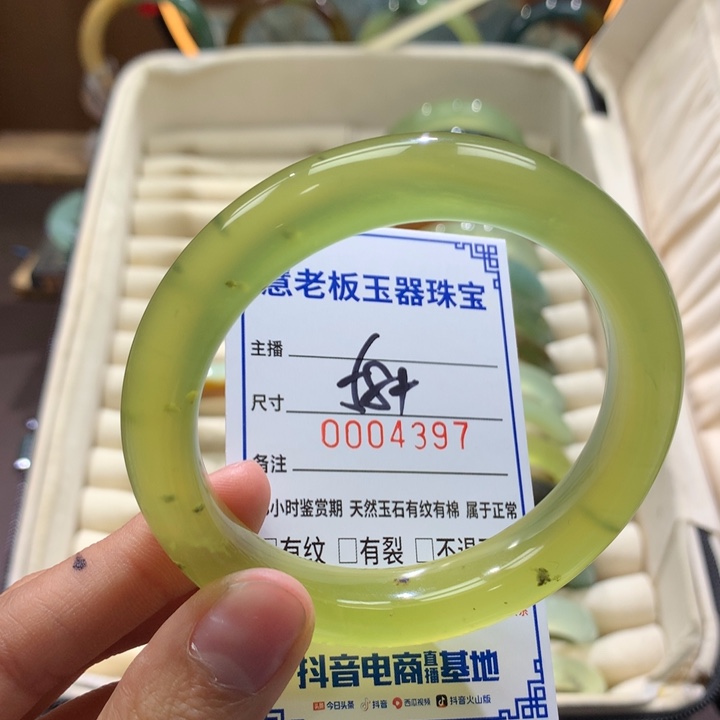 意老板玉器珠宝
主播
尺寸
0004397
备注
小时鉴赏期 天然玉石有纹有棉 属于正常
□有纹 □有裂 □不退
抖音电商直播基地
头条 今日头条 抖音 西瓜视频 抖音火山版